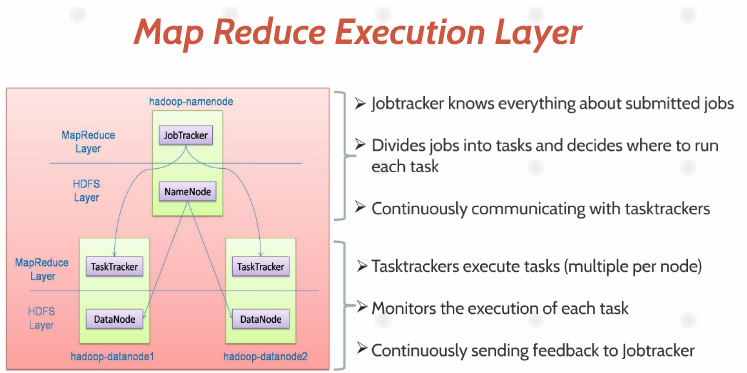 Map Reduce Execution Layer
hadoop-namenode
MapReduce
Layer
JobTracker
HDFS
Layer
NameNode
MapReduce
Layer
TaskTracker
TaskTracker
HDFS
Layer
DataNode
DataNode
hadoop-datanode1
hadoop-datanode2
Jobtracker knows everything about submitted jobs
Divides jobs into tasks and decides where to run
each task
Continuously communicating with tasktrackers
Tasktrackers execute tasks (multiple per node)
Monitors the execution of each task
Continuously sending feedback to Jobtracker